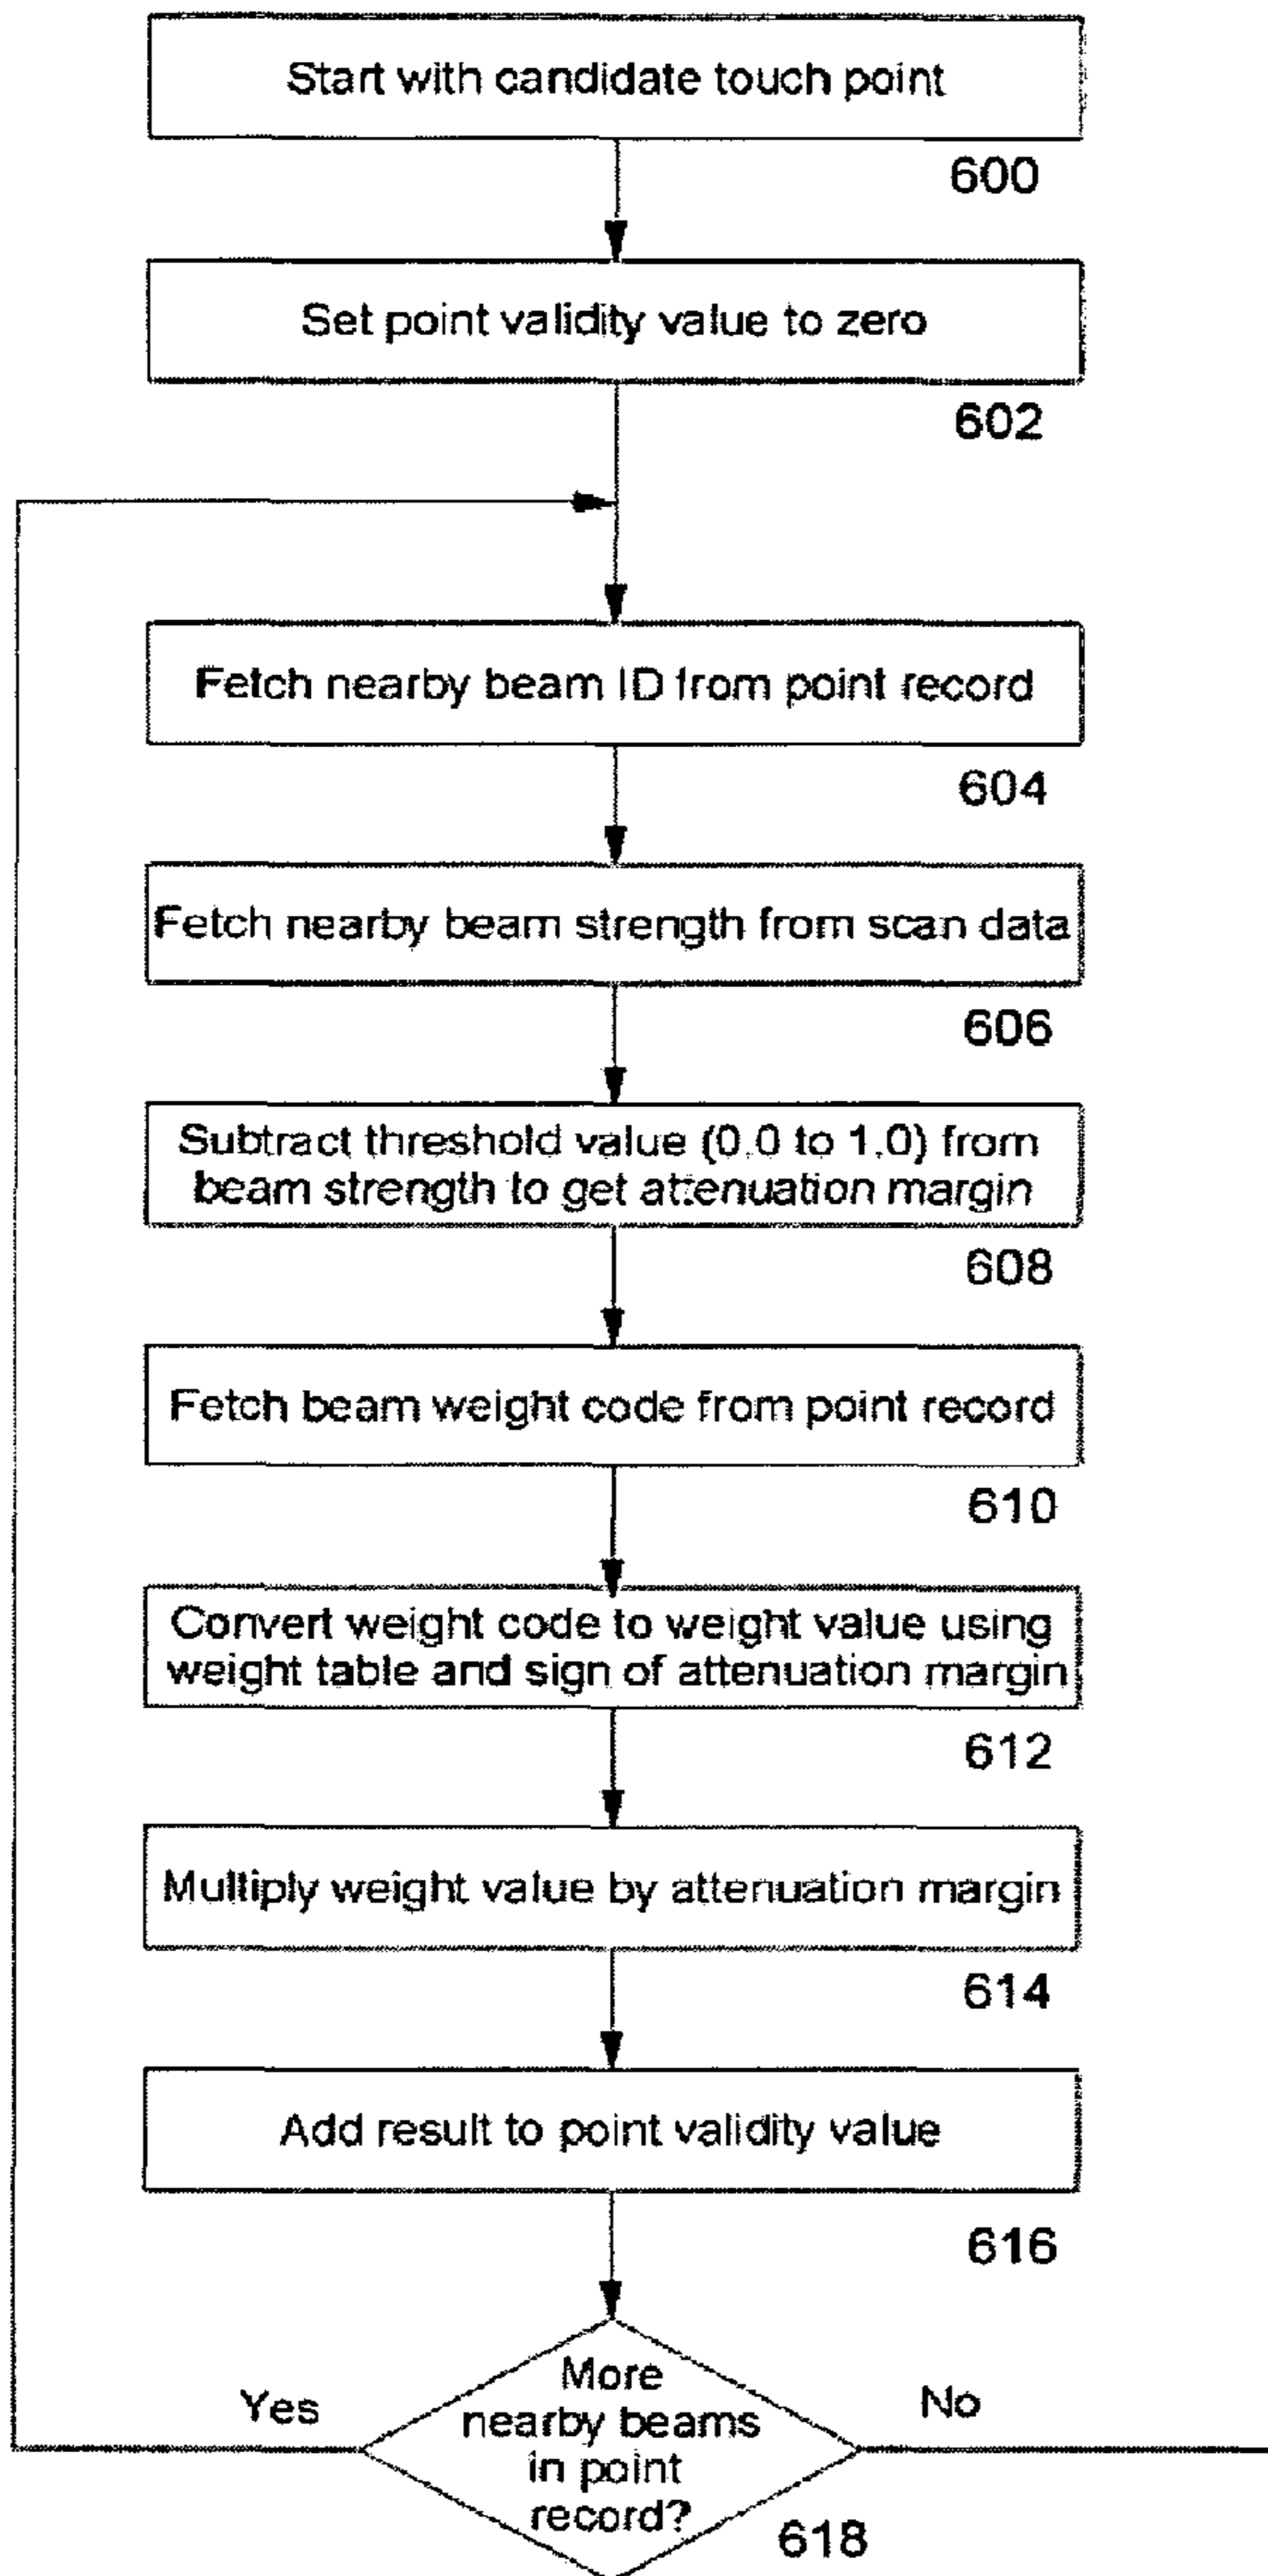 Start with candidate touch point
600
Set point validity value to zero
602
Fetch nearby beam ID from point record
604
Fetch nearby beam strength from scan data
606
Subtract threshold value (0.0 to 1.0) from
beam strength to get attenuation margin
608
Fetch beam weight code from point record
610
Convert weight code to weight value using
weight table and sign of attenuation margin
612
Multiply weight value by attenuation margin
614
Add result to point validity value
616
Yes
More
nearby beams
in point
record?
No
618